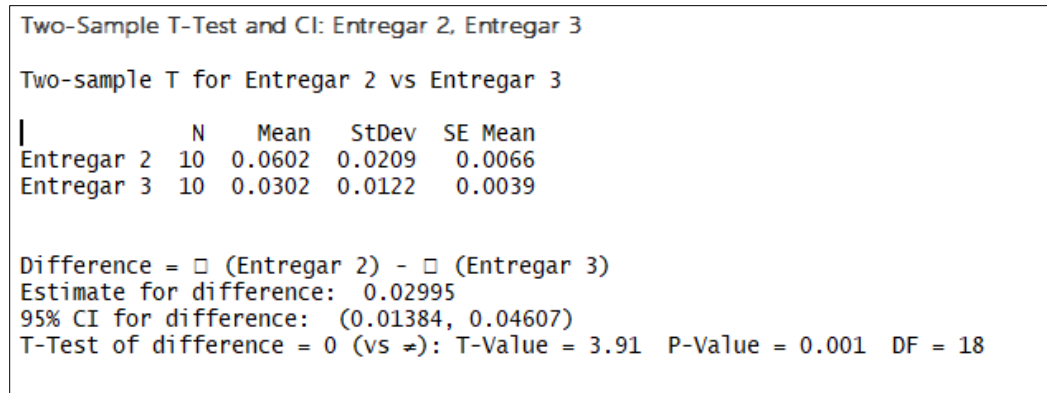 Two-Sample T-Test and CI: Entregar 2, Entregar 3
Two-sample T for Entregar 2 vs Entregar 3
N Mean StDev SE Mean
Entregar 2 10 0.0602 0.0209 0.0066
Entregar 3 10 0.0302 0.0122 0.0039
Difference = □ (Entregar 2) - □ (Entregar 3)
Estimate for difference: 0.02995
95% CI for difference: (0.01384, 0.04607)
T-Test of difference = 0 (vs ≠): T-Value = 3.91 P-Value = 0.001 DF = 18